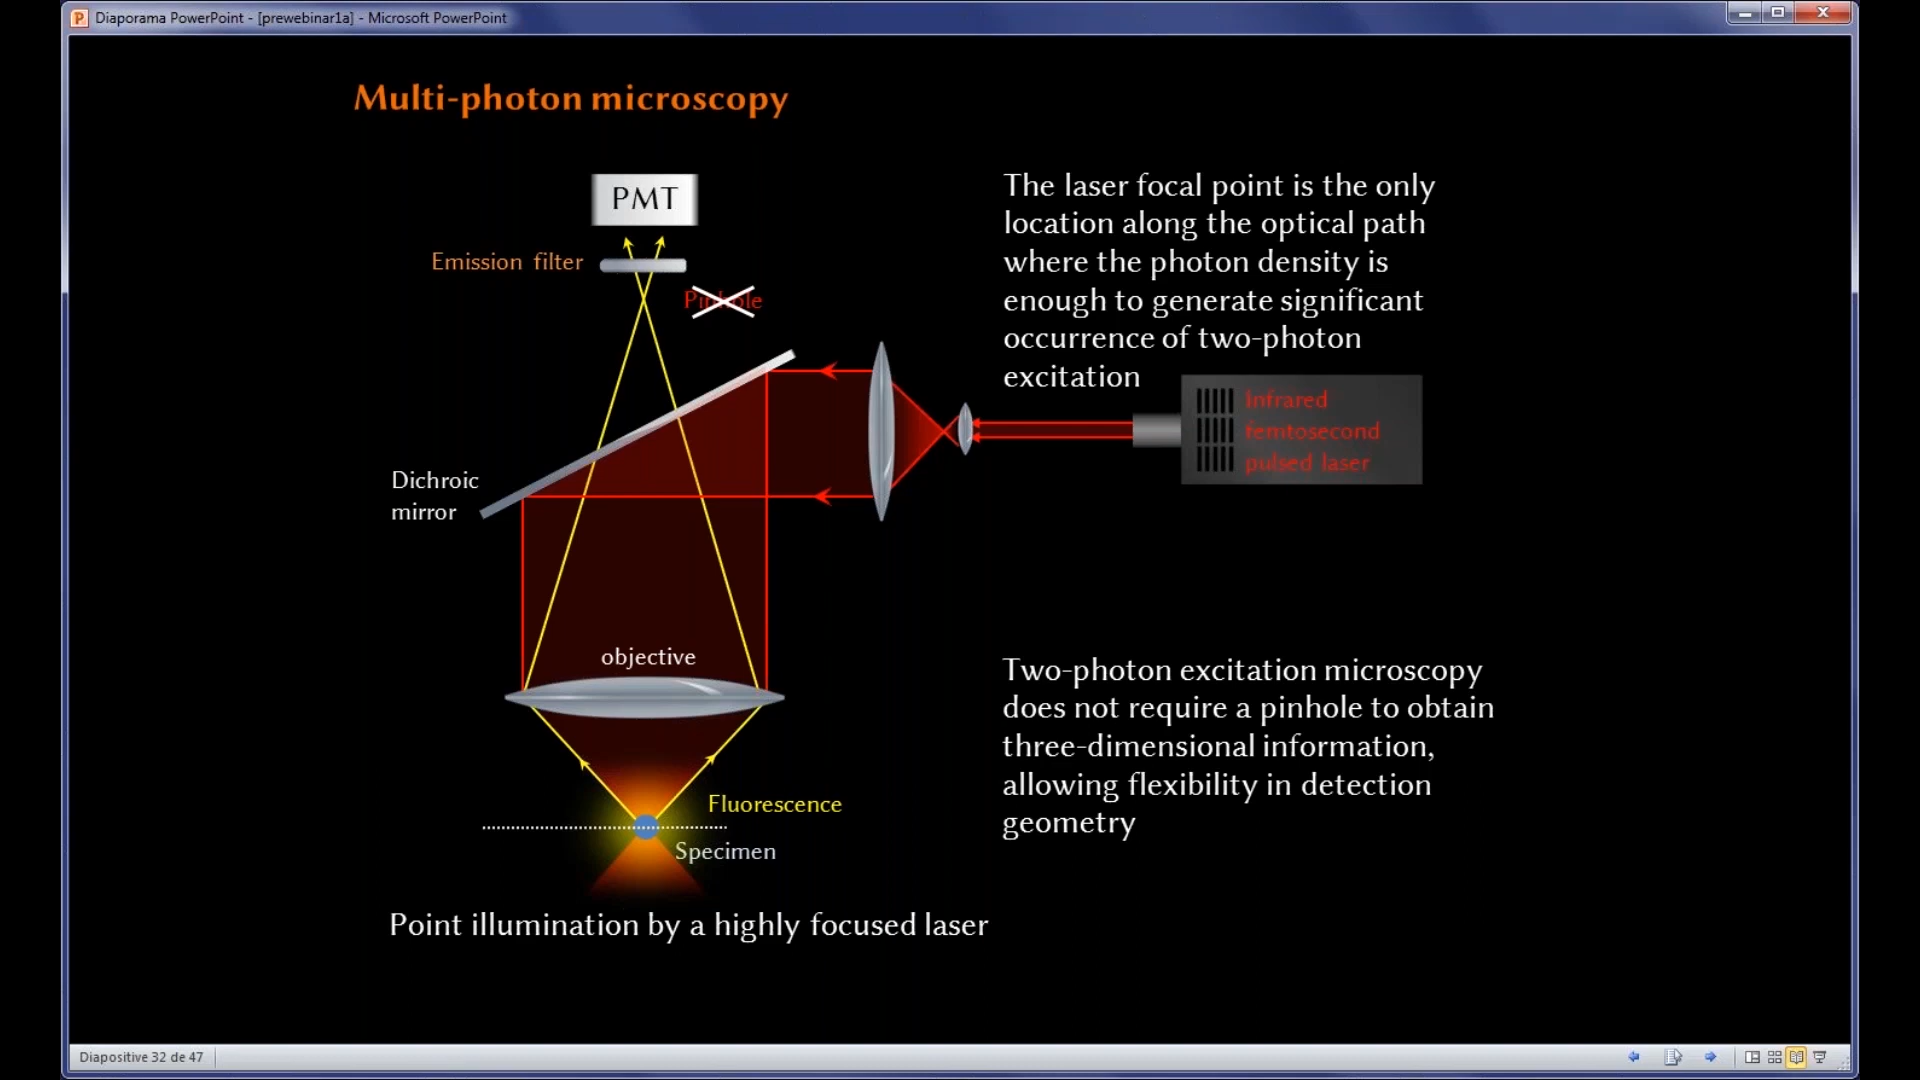 Diaporama PowerPoint - [prewebinar1a] - Microsoft PowerPoint
Multi-photon microscopy
PMT
Emission filter
Pinhole
The laser focal point is the only
location along the optical path
where the photon density is
enough to generate significant
occurrence of two-photon
excitation
Infrared
femtosecond
pulsed laser
Dichroic
mirror
objective
Two-photon excitation microscopy
does not require a pinhole to obtain
three-dimensional information,
allowing flexibility in detection
geometry
Fluorescence
Specimen
Point illumination by a highly focused laser
Diapositive 32 de 47